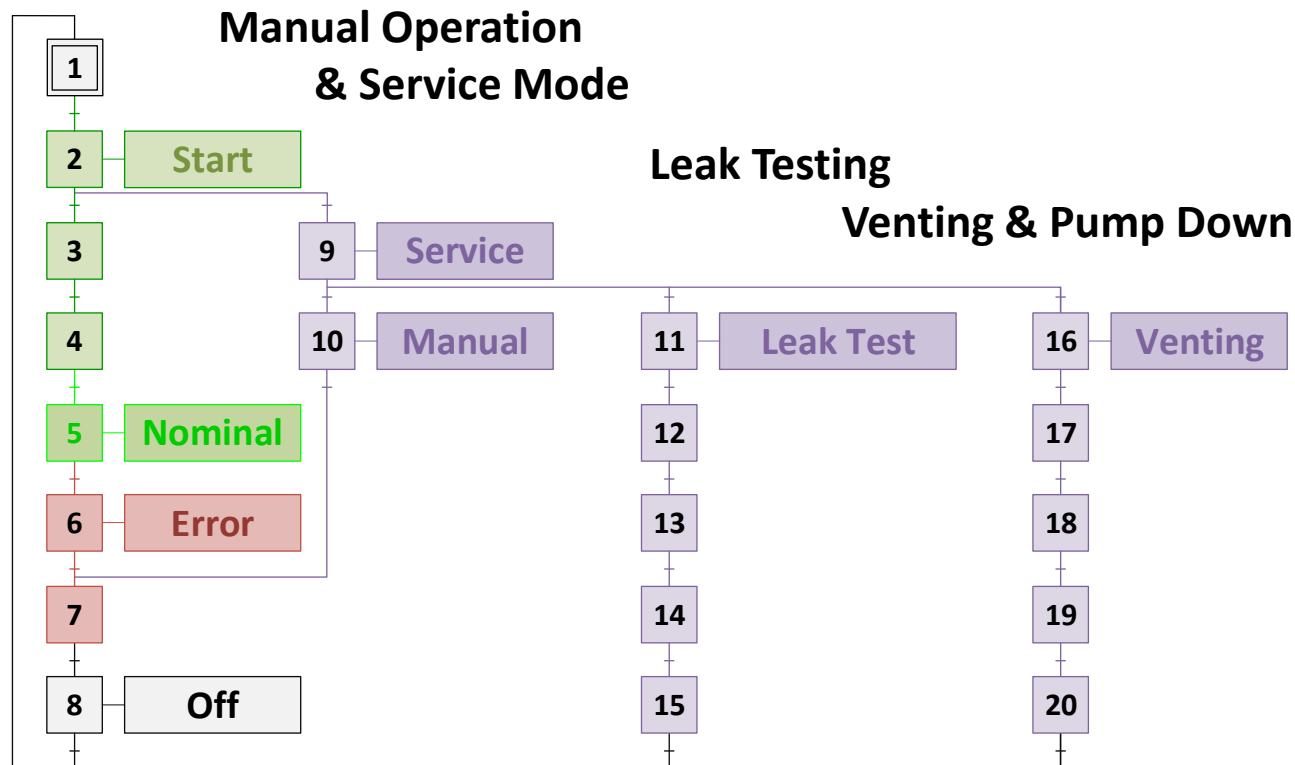 Manual Operation
& Service Mode
1
2 Start
Leak Testing
Venting & Pump Down
3 9 Service
4 10 Manual 11 Leak Test 16 Venting
5 Nominal 12 17
6 Error 13 18
7 14 19
8 Off 15 20